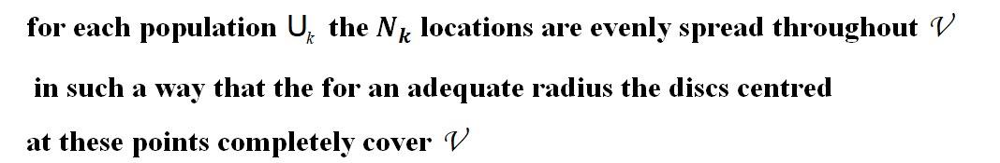 for each population U_k the N_k locations are evenly spread throughout 𝒱
in such a way that the for an adequate radius the discs centred
at these points completely cover 𝒱